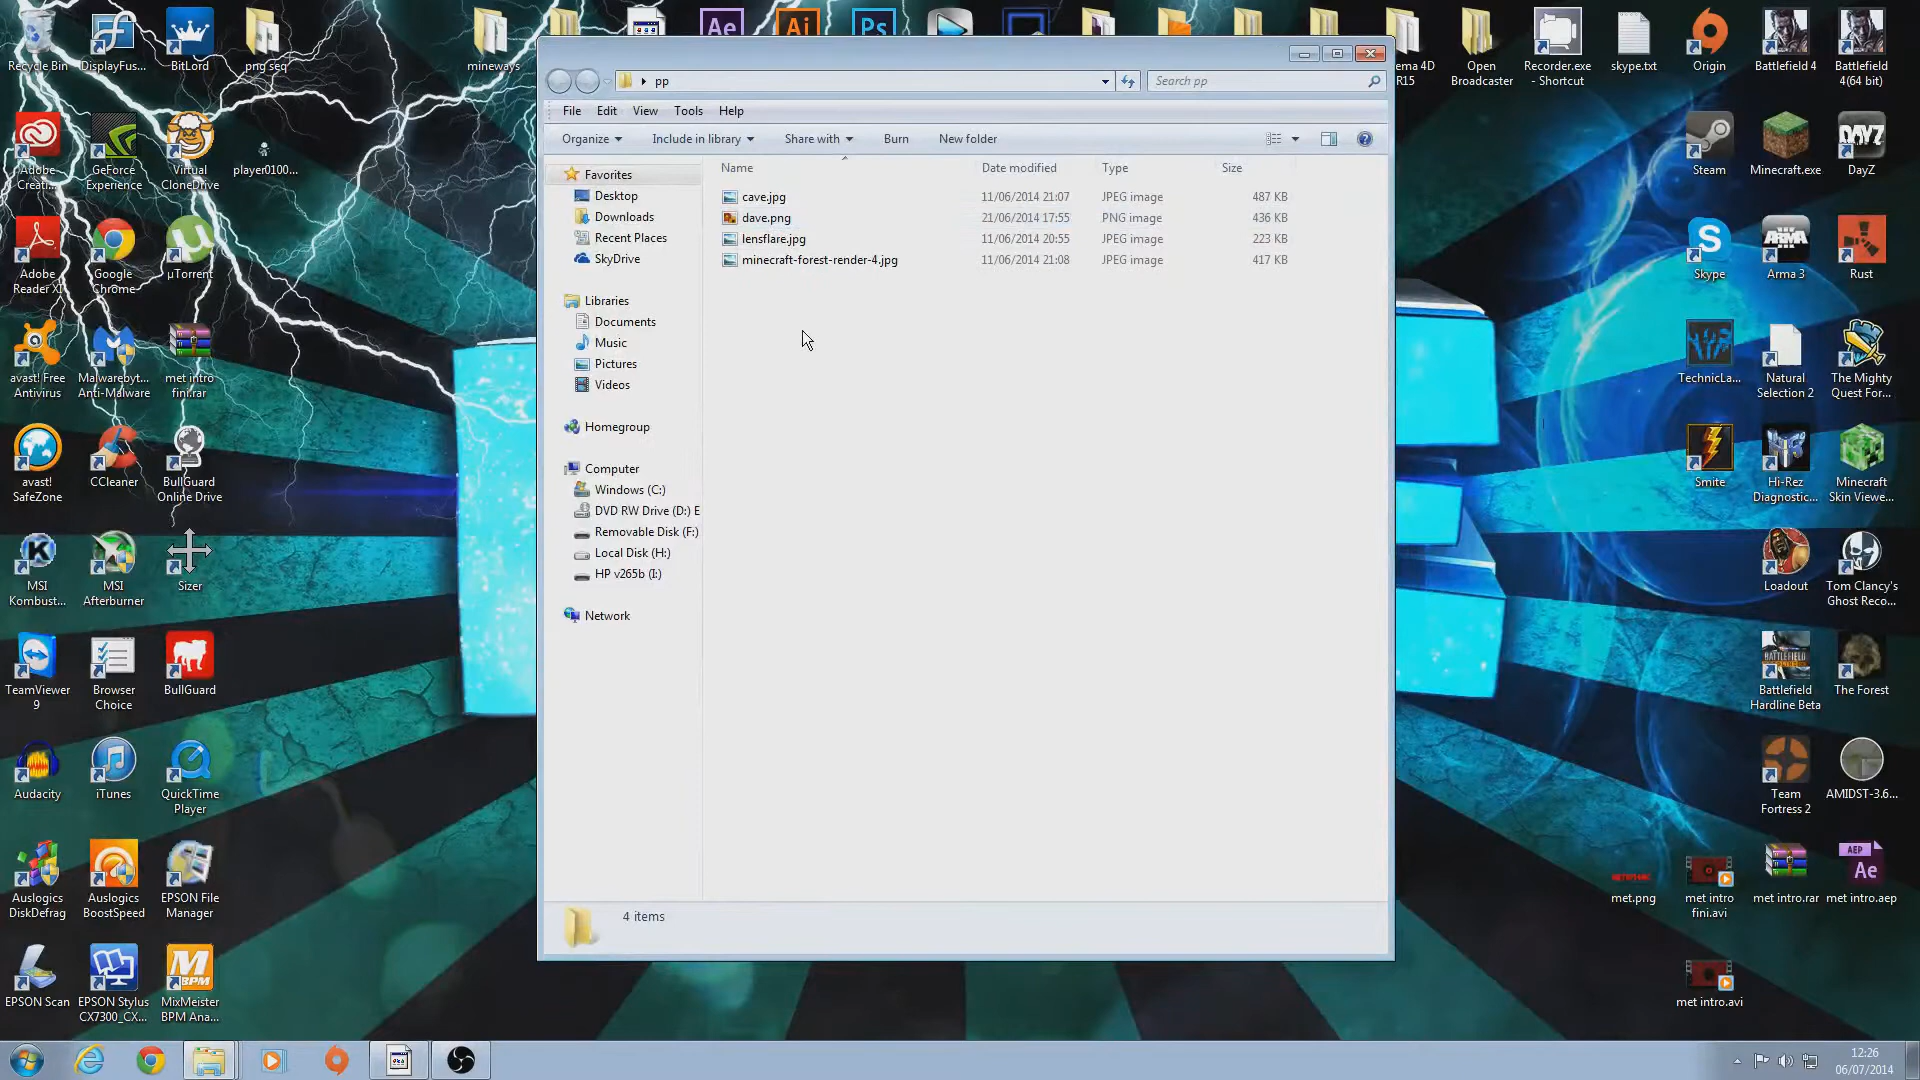 Recycle Bin
DisplayFus...
BitLord
png seq
mineways
Ae
Ai
Ps
ema 4D
R15
Open
Broadcaster
Recorder.exe
- Shortcut
skype.txt
Origin
Battlefield 4
Battlefield
4(64 bit)
pp
Search pp
File Edit View Tools Help
Organize Include in library Share with Burn New folder
Name Date modified Type Size
cave.jpg 11/06/2014 21:07 JPEG image 487 KB
dave.png 21/06/2014 17:55 PNG image 436 KB
lensflare.jpg 11/06/2014 20:55 JPEG image 223 KB
minecraft-forest-render-4.jpg 11/06/2014 21:08 JPEG image 417 KB
Favorites
Desktop
Downloads
Recent Places
SkyDrive
Libraries
Documents
Music
Pictures
Videos
Homegroup
Computer
Windows (C:)
DVD RW Drive (D:) E
Removable Disk (F:)
Local Disk (H:)
HP v265b (I:)
Network
4 items
Adobe
Creati...
GeForce
Experience
Virtual
CloneDrive
player0100...
Adobe
Reader XI
Google
Chrome
µTorrent
avast! Free
Antivirus
Malwarebyt...
Anti-Malware
met intro
fini.rar
avast!
SafeZone
CCleaner
BullGuard
Online Drive
MSI
Kombust...
MSI
Afterburner
Sizer
TeamViewer
9
Browser
Choice
BullGuard
Audacity
iTunes
QuickTime
Player
Auslogics
DiskDefrag
Auslogics
BoostSpeed
EPSON File
Manager
EPSON Scan
EPSON Stylus
CX7300_CX...
BPM
MixMeister
BPM Ana...
Steam
Minecraft.exe
DAYZ
DayZ
Skype
ARMA
Arma 3
Rust
TechnicLa...
Natural
Selection 2
The Mighty
Quest For...
Smite
Hi-Rez
Diagnostic...
Minecraft
Skin Viewe...
Loadout
Tom Clancy's
Ghost Reco...
BATTLEFIELD
Battlefield
Hardline Beta
The Forest
Team
Fortress 2
AMIDST-3.6...
met.png
met intro
fini.avi
met intro.rar
AEP
Ae
met intro.aep
met intro.avi
12:26
06/07/2014